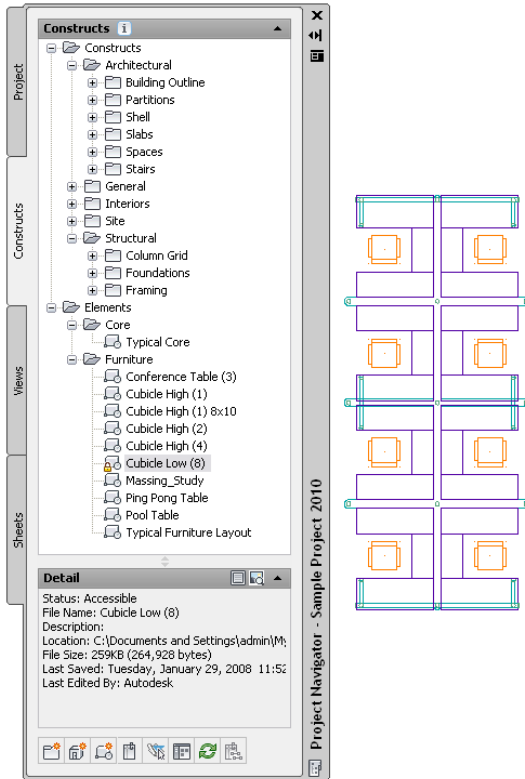 Project
Constructs
Views
Sheets
Constructs
Constructs
Architectural
Building Outline
Partitions
Shell
Slabs
Spaces
Stairs
General
Interiors
Site
Structural
Column Grid
Foundations
Framing
Elements
Core
Typical Core
Furniture
Conference Table (3)
Cubicle High (1)
Cubicle High (1) 8x10
Cubicle High (2)
Cubicle High (4)
Cubicle Low (8)
Massing_Study
Ping Pong Table
Pool Table
Typical Furniture Layout
Detail
Status: Accessible
File Name: Cubicle Low (8)
Description:
Location: C:\Documents and Settings\admin\My
File Size: 259KB (264,928 bytes)
Last Saved: Tuesday, January 29, 2008 11:52
Last Edited By: Autodesk
Project Navigator - Sample Project 2010